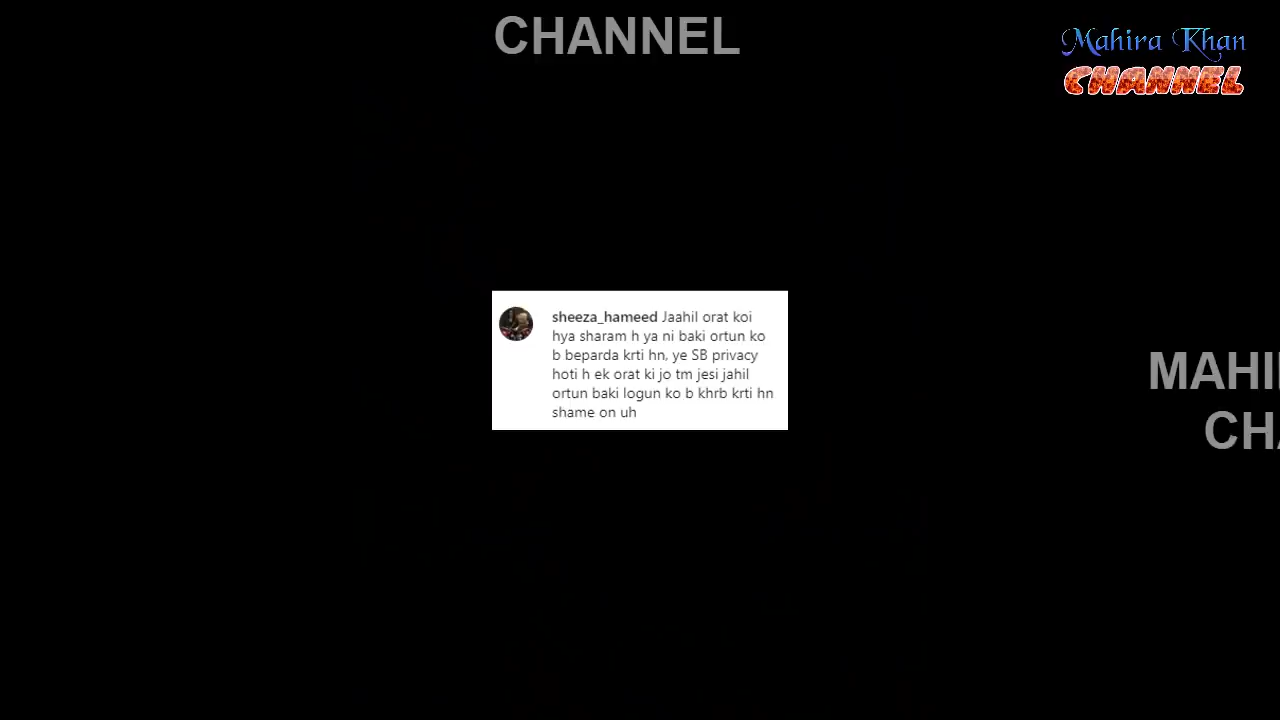 CHANNEL
Mahira Khan
CHANNEL
sheeza_hameed Jaahil orat koi
hya sharam h ya ni baki ortun ko
b beparda krti hn, ye SB privacy
hoti h ek orat ki jo tm jesi jahil
ortun baki logun ko b khrb krti hn
shame on uh
MAHI
CHA